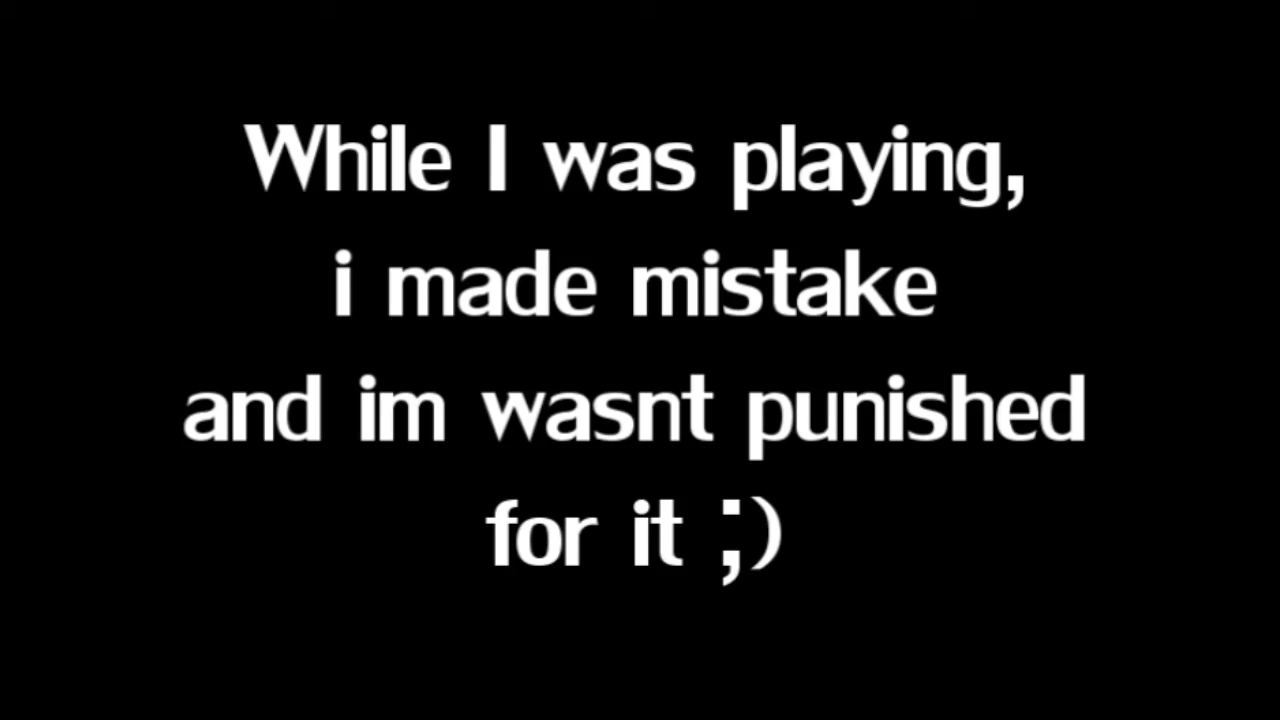 While I was playing,
i made mistake
and im wasnt punished
for it ;)